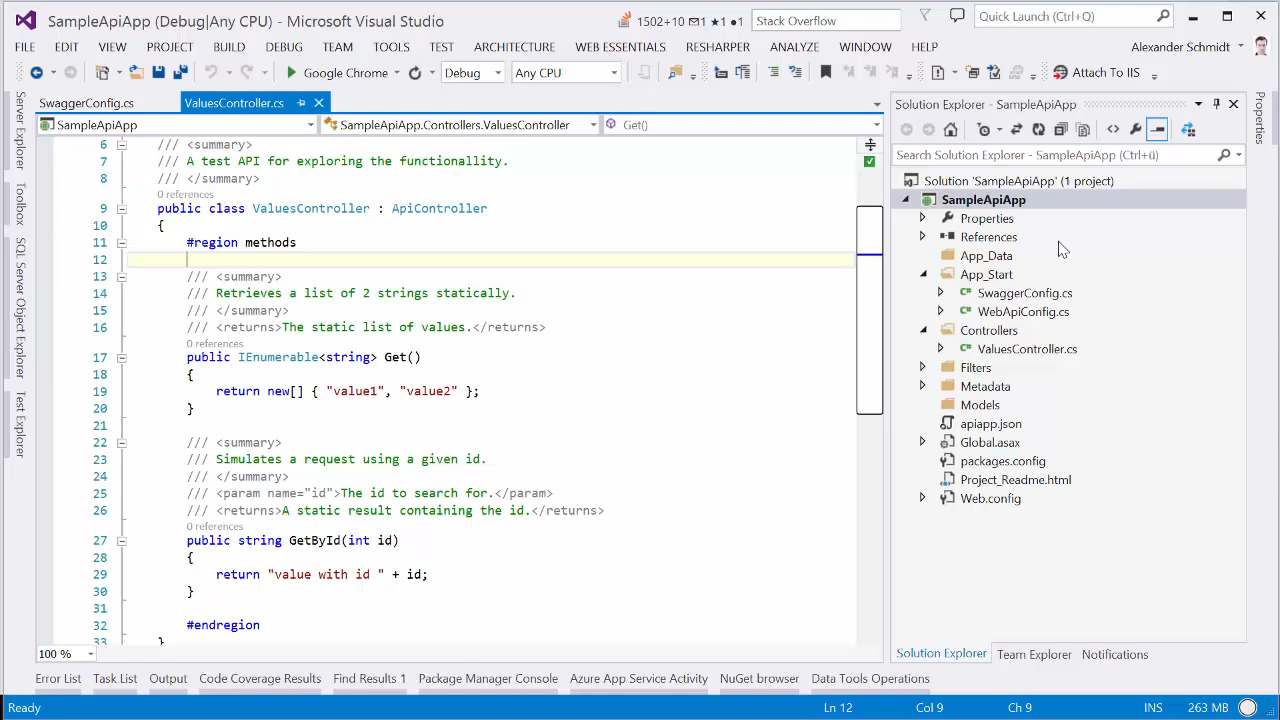 SampleApiApp (Debug|Any CPU) - Microsoft Visual Studio
1502+10 1 ★1 ●1
Stack Overflow
Quick Launch (Ctrl+Q)
FILE EDIT VIEW PROJECT BUILD DEBUG TEAM TOOLS TEST ARCHITECTURE WEB ESSENTIALS RESHARPER ANALYZE WINDOW HELP
Alexander Schmidt
Google Chrome
Debug
Any CPU
Attach To IIS
Server Explorer
Toolbox
SQL Server Object Explorer
Test Explorer
SwaggerConfig.cs
ValuesController.cs
SampleApiApp
SampleApiApp.Controllers.ValuesController
Get()
6 /// <summary>
7 /// A test API for exploring the functionallity.
8 /// </summary>
0 references
9 public class ValuesController : ApiController
10 {
11 #region methods
12
13 /// <summary>
14 /// Retrieves a list of 2 strings statically.
15 /// </summary>
16 /// <returns>The static list of values.</returns>
0 references
17 public IEnumerable<string> Get()
18 {
19 return new[] { "value1", "value2" };
20 }
21
22 /// <summary>
23 /// Simulates a request using a given id.
24 /// </summary>
25 /// <param name="id">The id to search for.</param>
26 /// <returns>A static result containing the id.</returns>
0 references
27 public string GetById(int id)
28 {
29 return "value with id " + id;
30 }
31
32 #endregion
33 }
100 %
Solution Explorer - SampleApiApp
Search Solution Explorer - SampleApiApp (Ctrl+ü)
Solution 'SampleApiApp' (1 project)
SampleApiApp
Properties
References
App_Data
App_Start
SwaggerConfig.cs
WebApiConfig.cs
Controllers
ValuesController.cs
Filters
Metadata
Models
apiapp.json
Global.asax
packages.config
Project_Readme.html
Web.config
Solution Explorer
Team Explorer
Notifications
Properties
Error List
Task List
Output
Code Coverage Results
Find Results 1
Package Manager Console
Azure App Service Activity
NuGet browser
Data Tools Operations
Ready
Ln 12
Col 9
Ch 9
INS
263 MB